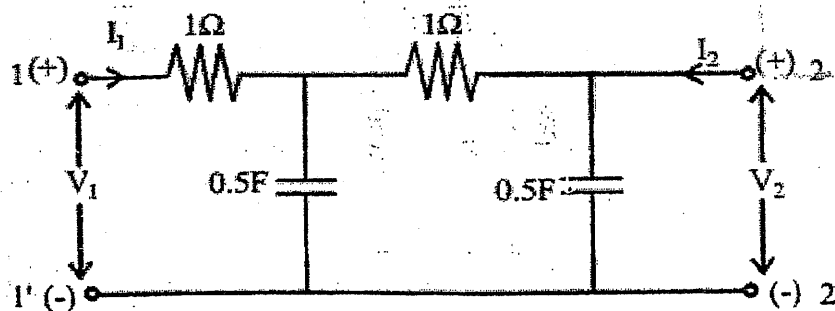 1Ω 1Ω
I₁ I₂
1(+) (+) 2
V₁ 0.5F 0.5F V₂
1' (-) (-) 2